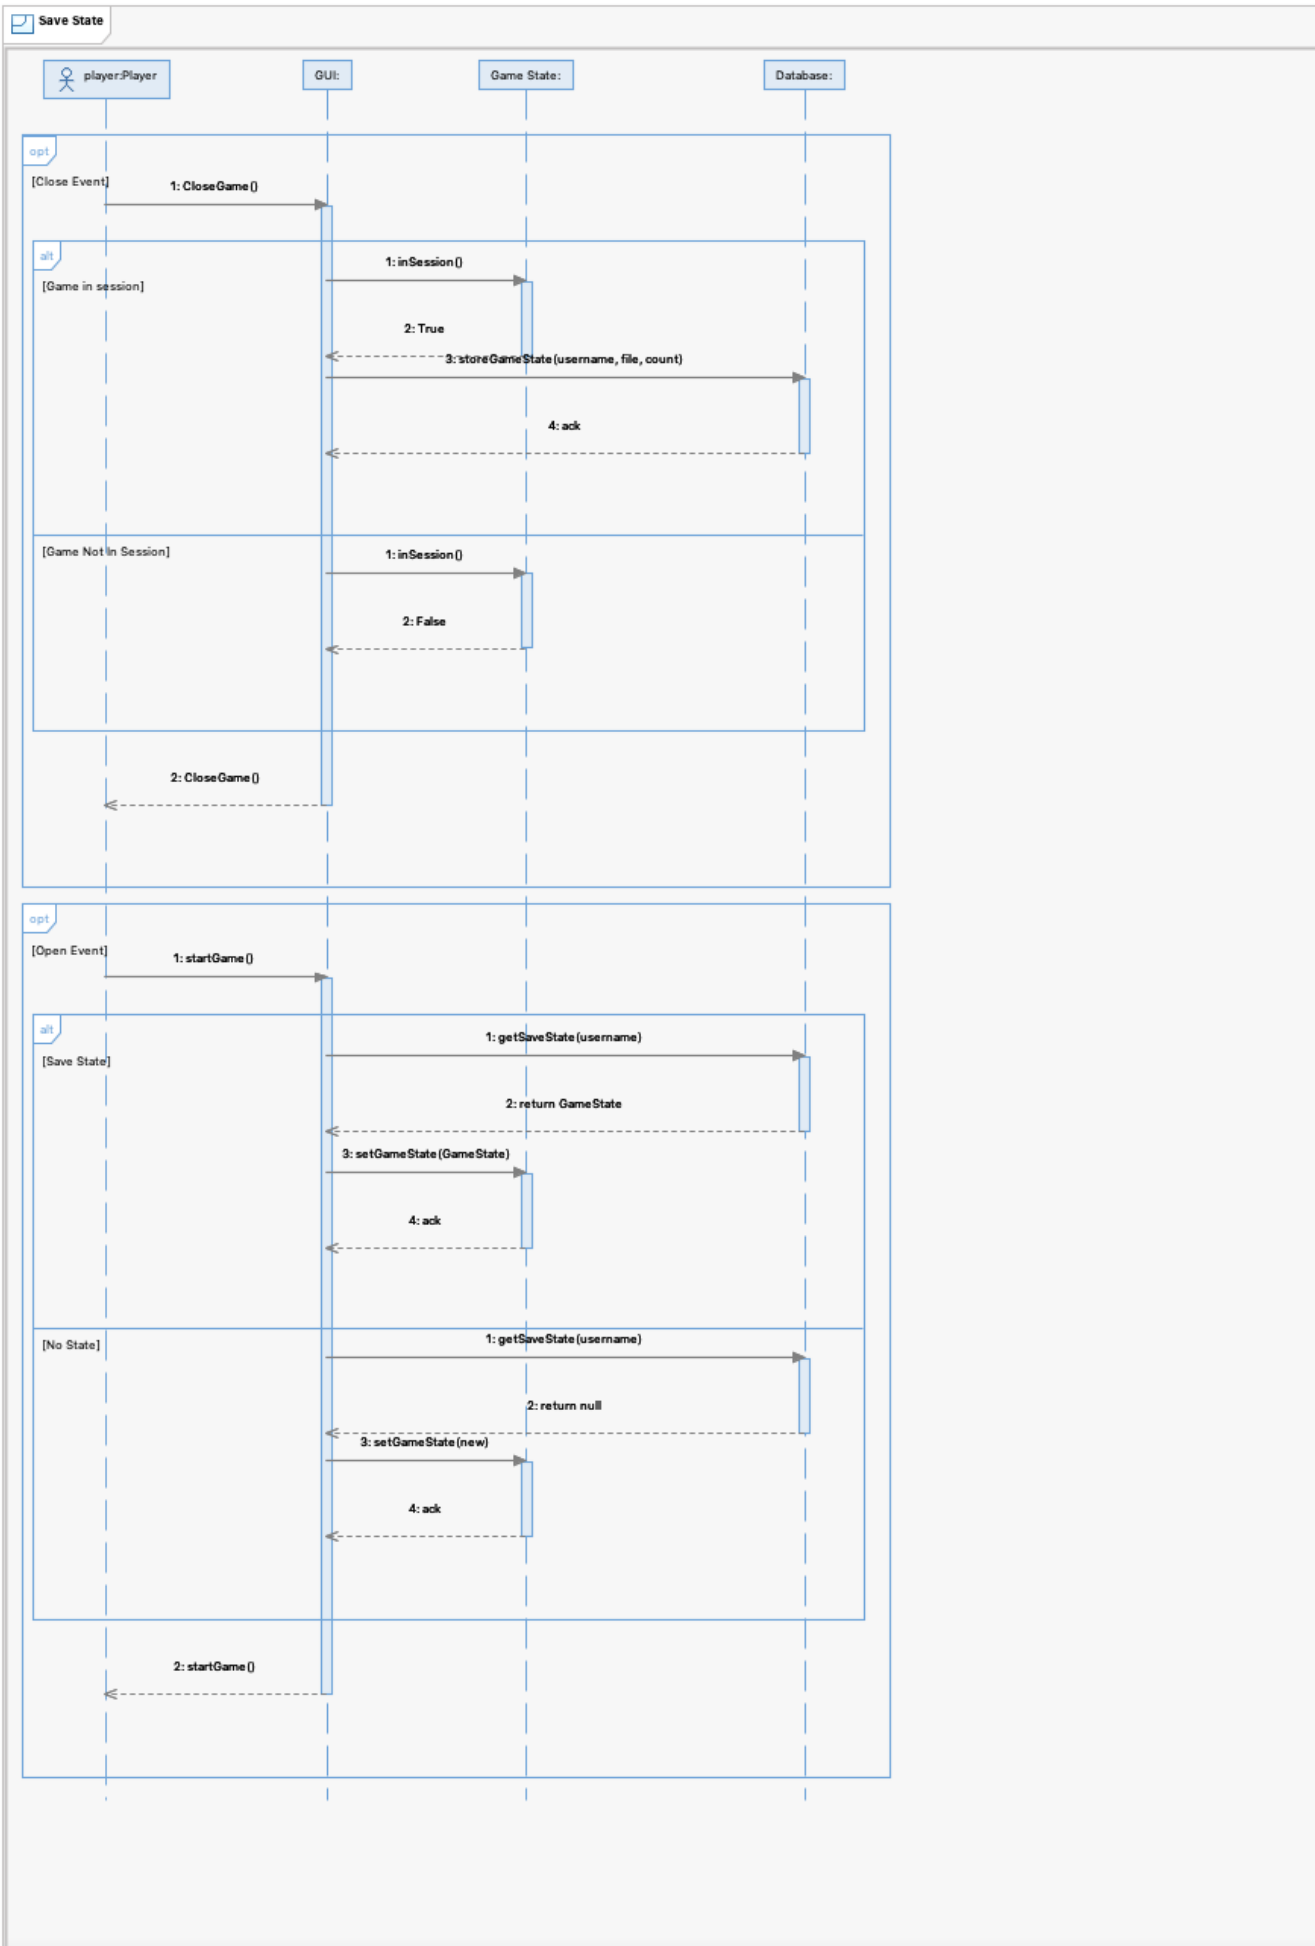 Save State
player:Player
GUI:
Game State:
Database:
opt
[Close Event]
1: CloseGame()
alt
1: inSession()
[Game in session]
2: True
3: storeGameState(username, file, count)
4: ack
[Game Not In Session]
1: inSession()
2: False
2: CloseGame()
opt
[Open Event]
1: startGame()
alt
1: getSaveState(username)
[Save State]
2: return GameState
3: setGameState(GameState)
4: ack
1: getSaveState(username)
[No State]
2: return null
3: setGameState(new)
4: ack
2: startGame()